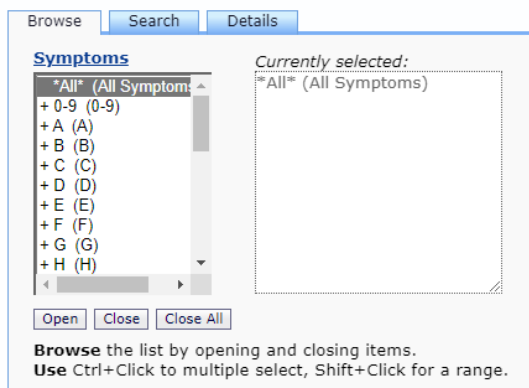 Browse Search Details
Symptoms
Currently selected:
*All* (All Symptoms
*All* (All Symptoms)
+ 0-9 (0-9)
+ A (A)
+ B (B)
+ C (C)
+ D (D)
+ E (E)
+ F (F)
+ G (G)
+ H (H)
Open Close Close All
Browse the list by opening and closing items.
Use Ctrl+Click to multiple select, Shift+Click for a range.